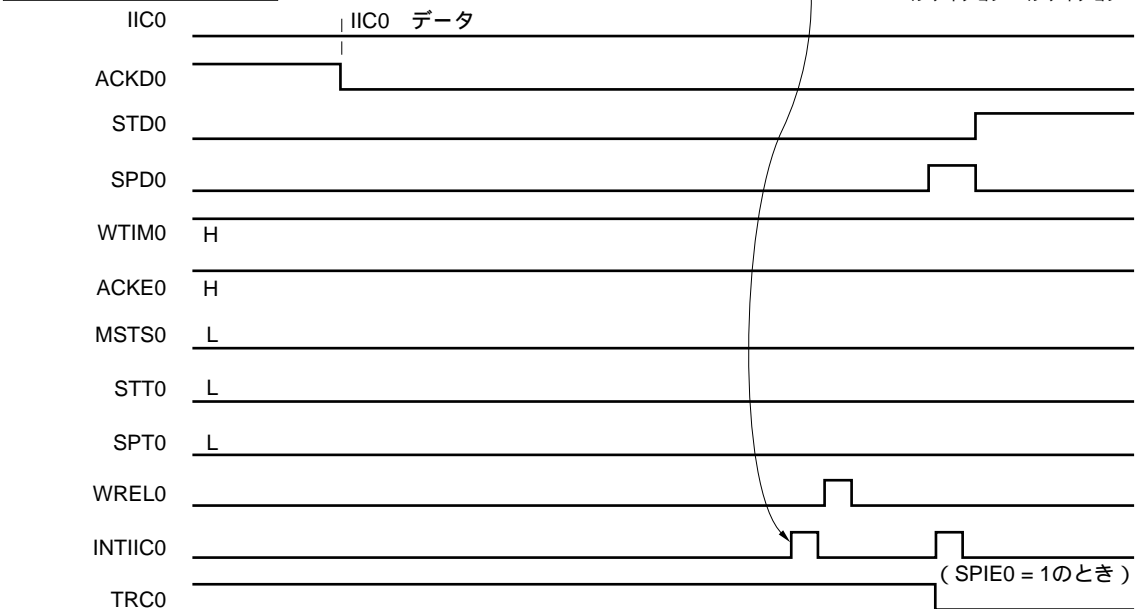 IIC0
IIC0 データ
ACKD0
STD0
SPD0
WTIM0 H
ACKE0 H
MSTS0 L
STT0 L
SPT0 L
WREL0
INTIIC0
( SPIE0 = 1のとき )
TRC0